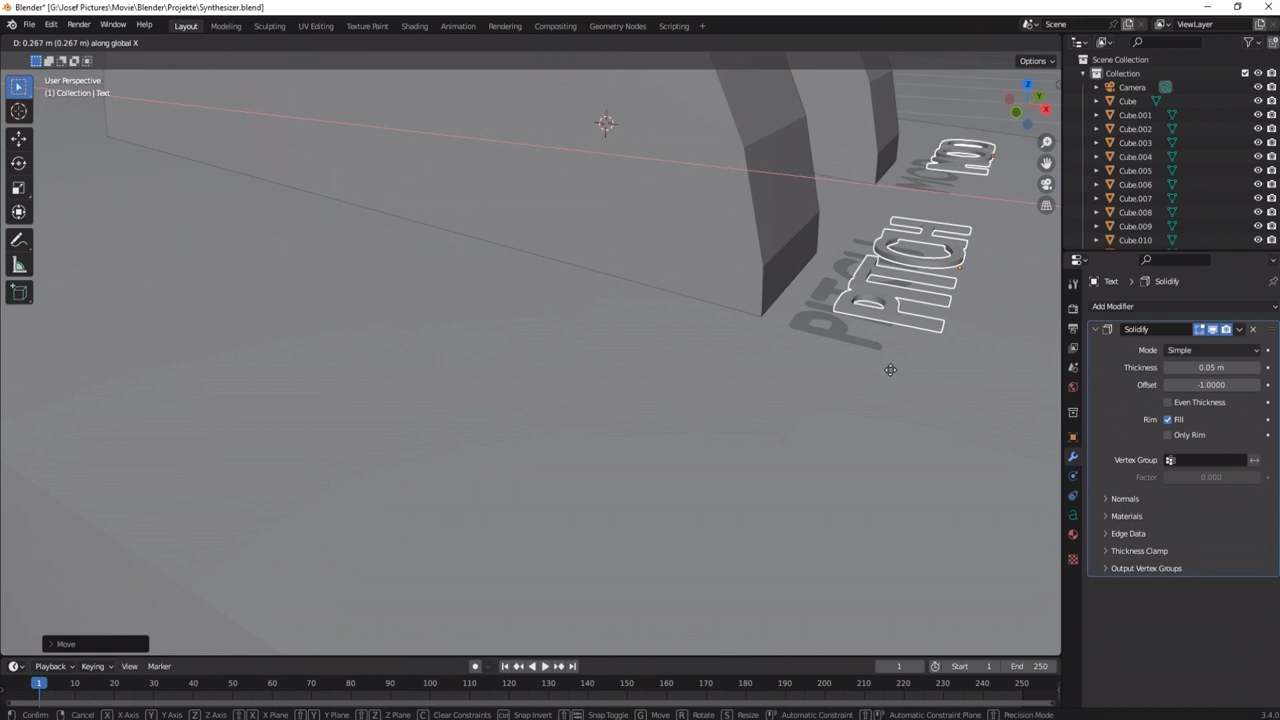 Blender* [G:\Josef Pictures\Movie\Blender\Projekte\Synthesizer.blend]
File Edit Render Window Help Layout Modeling Sculpting UV Editing Texture Paint Shading Animation Rendering Compositing Geometry Nodes Scripting Scene ViewLayer
D: 0.267 m (0.267 m) along global X
Options
User Perspective
(1) Collection | Text
Z
Y
X
Scene Collection
Collection
Camera
Cube
Cube.001
Cube.002
Cube.003
Cube.004
Cube.005
Cube.006
Cube.007
Cube.008
Cube.009
Cube.010
Text Solidify
Add Modifier
Solidify
Mode Simple
Thickness 0.05 m
Offset -1.0000
Even Thickness
Rim Fill
Only Rim
Vertex Group
Factor 0.000
Normals
Materials
Edge Data
Thickness Clamp
Output Vertex Groups
Move
Playback Keying View Marker 1 Start 1 End 250
1 10 20 30 40 50 60 70 80 90 100 110 120 130 140 150 160 170 180 190 200 210 220 230 240 250
Confirm Cancel X X Axis Y Y Axis Z Z Axis X X Plane Y Y Plane Z Z Plane C Clear Constraints Snap Invert Snap Toggle G Move R Rotate S Resize Automatic Constraint Automatic Constraint Plane Precision Mode 3.4.0